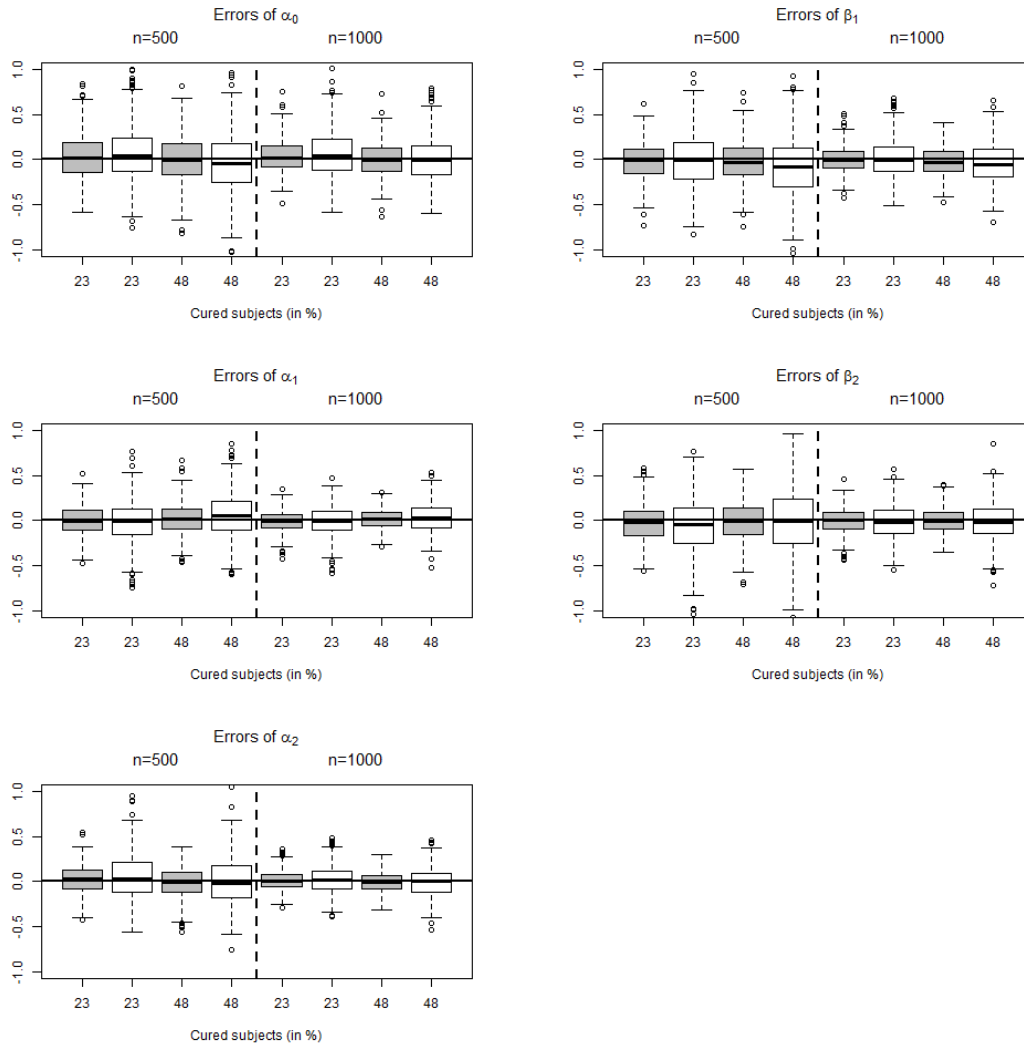 Errors of α0
n=500 n=1000
1.0
0.5
0.0
-0.5
-1.0
23 23 48 48 23 23 48 48
Cured subjects (in %)
Errors of β1
n=500 n=1000
1.0
0.5
0.0
-0.5
-1.0
23 23 48 48 23 23 48 48
Cured subjects (in %)
Errors of α1
n=500 n=1000
1.0
0.5
0.0
-0.5
-1.0
23 23 48 48 23 23 48 48
Cured subjects (in %)
Errors of β2
n=500 n=1000
1.0
0.5
0.0
-0.5
-1.0
23 23 48 48 23 23 48 48
Cured subjects (in %)
Errors of α2
n=500 n=1000
1.0
0.5
0.0
-0.5
-1.0
23 23 48 48 23 23 48 48
Cured subjects (in %)